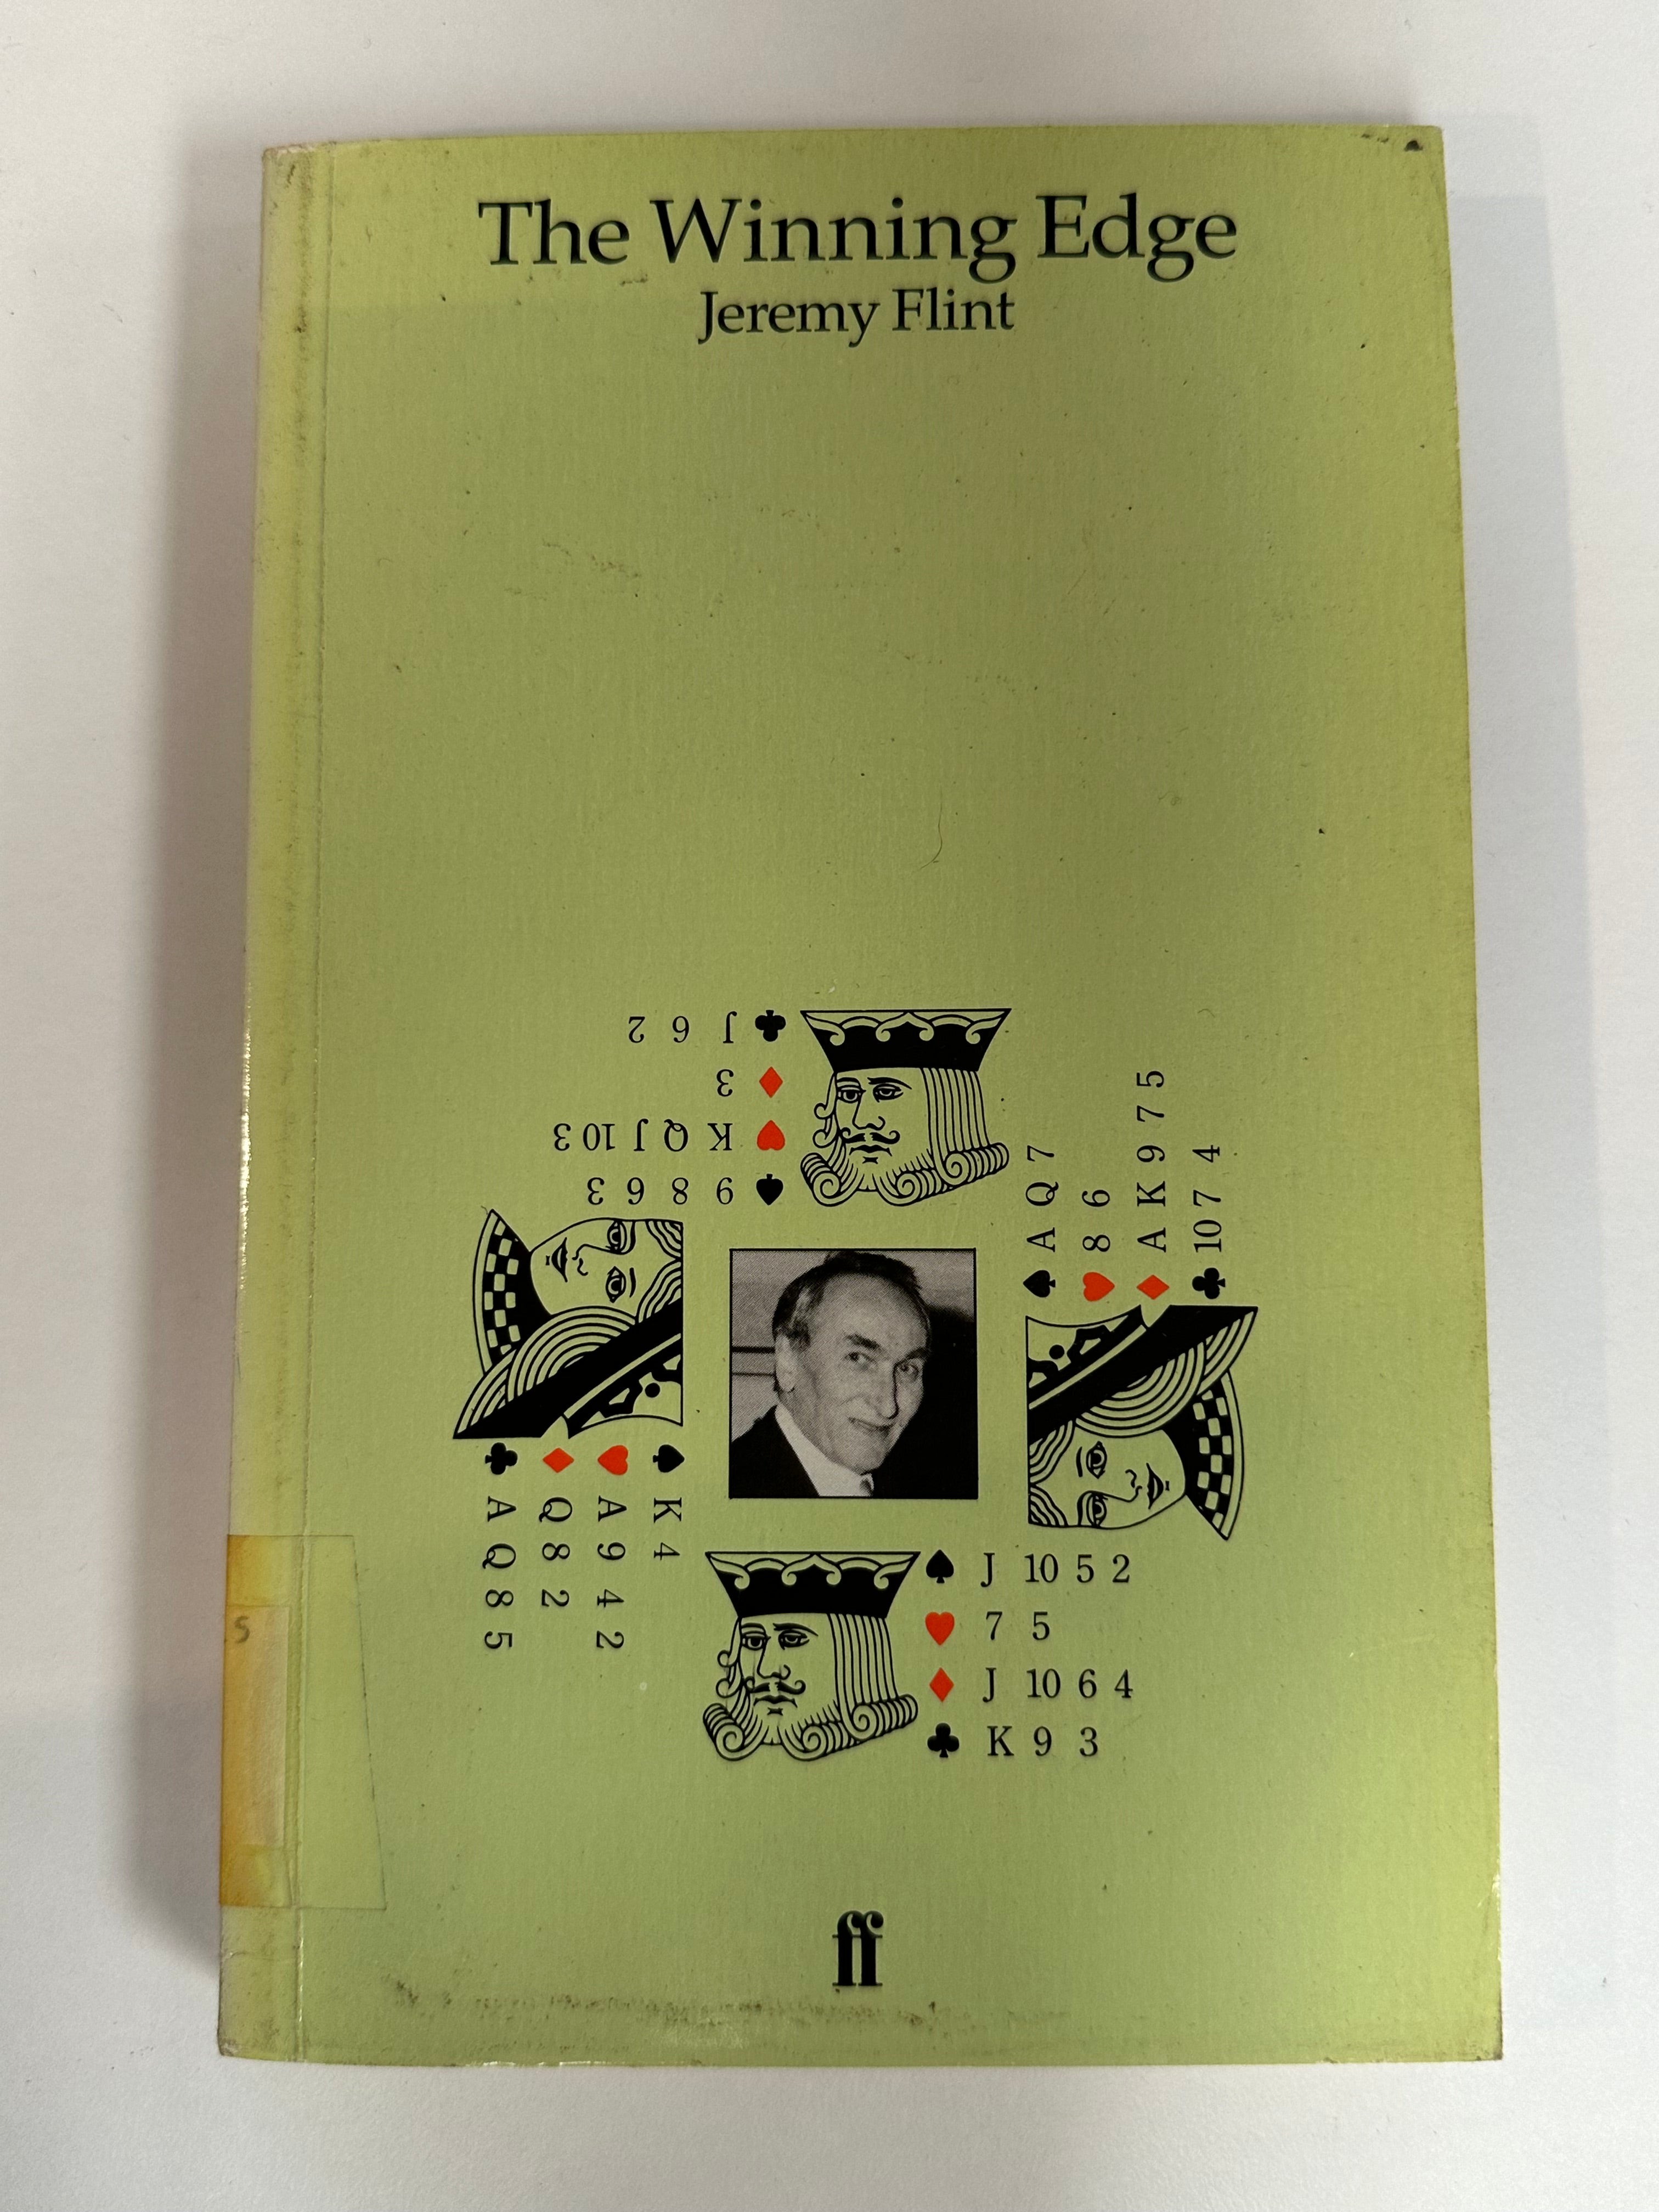 The Winning Edge
Jeremy Flint
♠ 9 8 6 3
♥ K Q J 10 3
♦ 3
♣ J 6 2
♠ A Q 7
♥ 8 6
♦ A K 9 7 5
♣ 10 7 4
♠ K 4
♥ A 9 4 2
♦ Q 8 2
♣ A Q 8 5
♠ J 10 5 2
♥ 7 5
♦ J 10 6 4
♣ K 9 3
ff
S